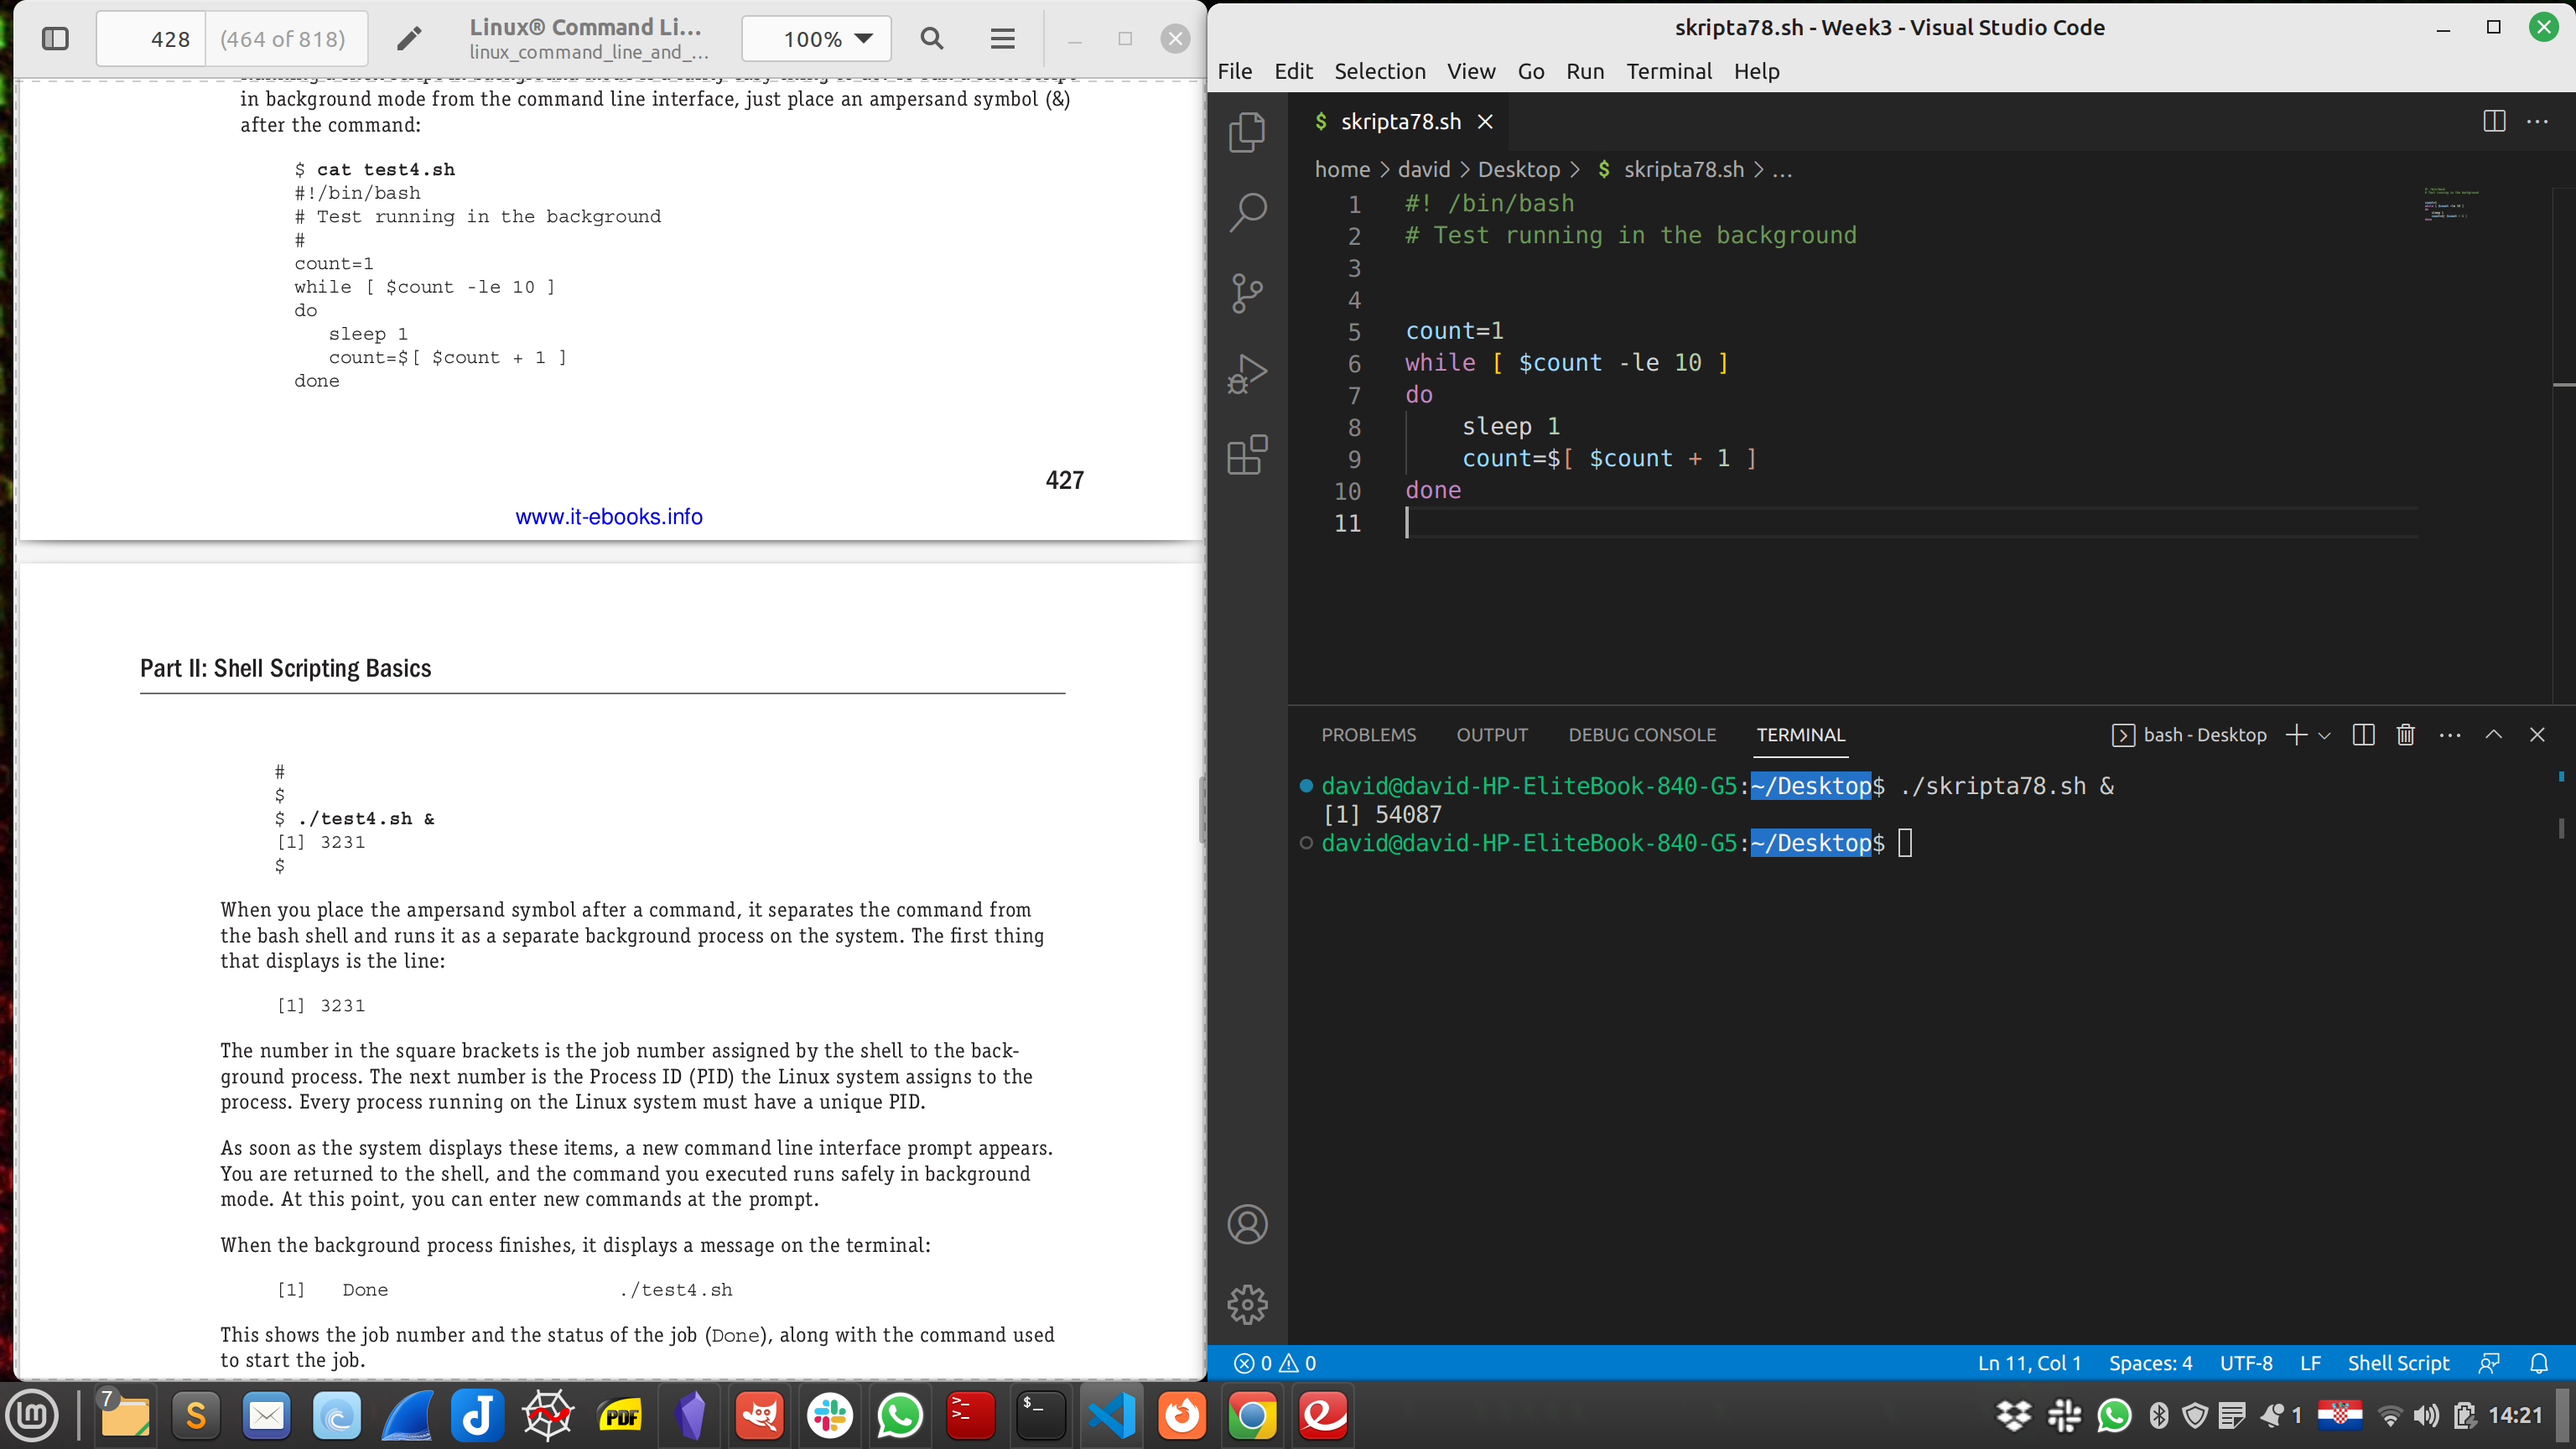 428 (464 of 818)
Linux® Command Li...
linux_command_line_and_...
100%
in background mode from the command line interface, just place an ampersand symbol (&)
after the command:
$ cat test4.sh
#!/bin/bash
# Test running in the background
#
count=1
while [ $count -le 10 ]
do
sleep 1
count=$[ $count + 1 ]
done
427
www.it-ebooks.info
Part II: Shell Scripting Basics
#
$
$ ./test4.sh &
[1] 3231
$
When you place the ampersand symbol after a command, it separates the command from
the bash shell and runs it as a separate background process on the system. The first thing
that displays is the line:
[1] 3231
The number in the square brackets is the job number assigned by the shell to the back-
ground process. The next number is the Process ID (PID) the Linux system assigns to the
process. Every process running on the Linux system must have a unique PID.
As soon as the system displays these items, a new command line interface prompt appears.
You are returned to the shell, and the command you executed runs safely in background
mode. At this point, you can enter new commands at the prompt.
When the background process finishes, it displays a message on the terminal:
[1] Done ./test4.sh
This shows the job number and the status of the job (Done), along with the command used
to start the job.
skripta78.sh - Week3 - Visual Studio Code
File Edit Selection View Go Run Terminal Help
$ skripta78.sh
home > david > Desktop > $ skripta78.sh > ...
1 #! /bin/bash
2 # Test running in the background
3
4
5 count=1
6 while [ $count -le 10 ]
7 do
8 sleep 1
9 count=$[ $count + 1 ]
10 done
11
PROBLEMS OUTPUT DEBUG CONSOLE TERMINAL bash - Desktop
david@david-HP-EliteBook-840-G5:~/Desktop$ ./skripta78.sh &
[1] 54087
david@david-HP-EliteBook-840-G5:~/Desktop$
0 0 Ln 11, Col 1 Spaces: 4 UTF-8 LF Shell Script
7 S J PDF $_ 1 14:21